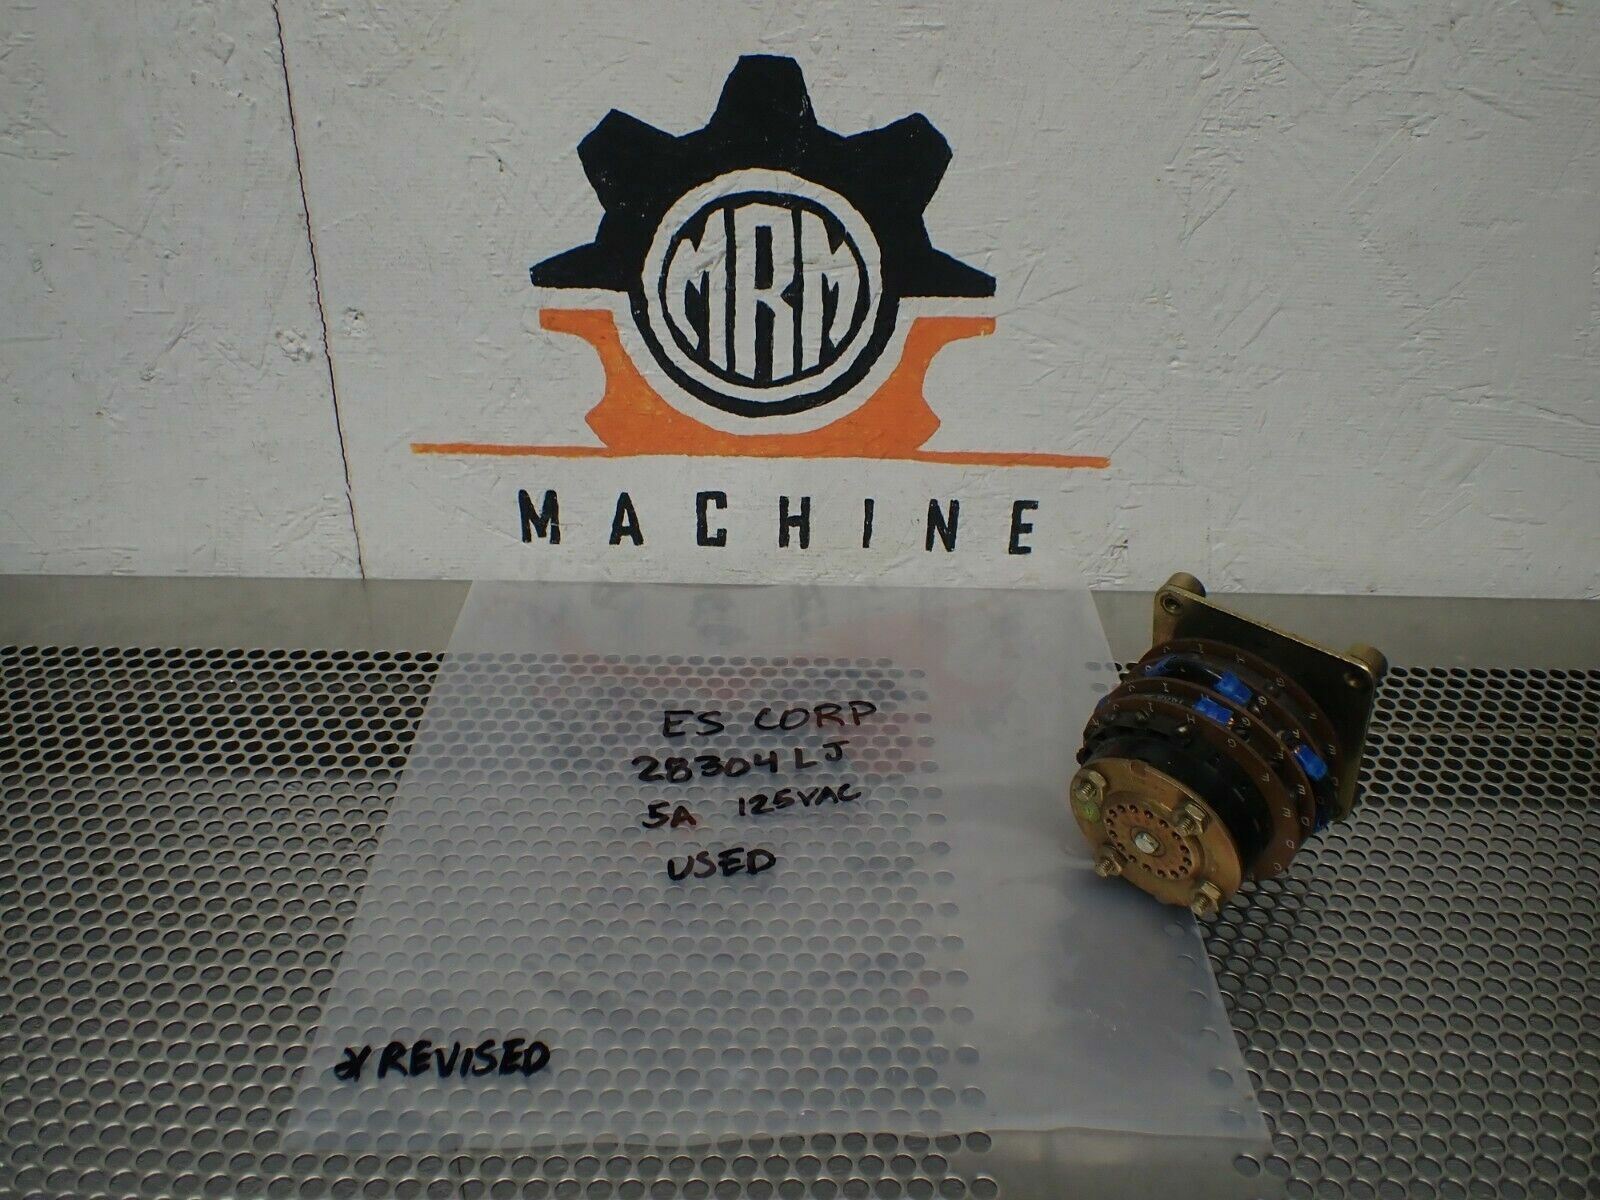 MRM
MACHINE
ES CORP
28304LJ
5A 125VAC
USED
*REVISED